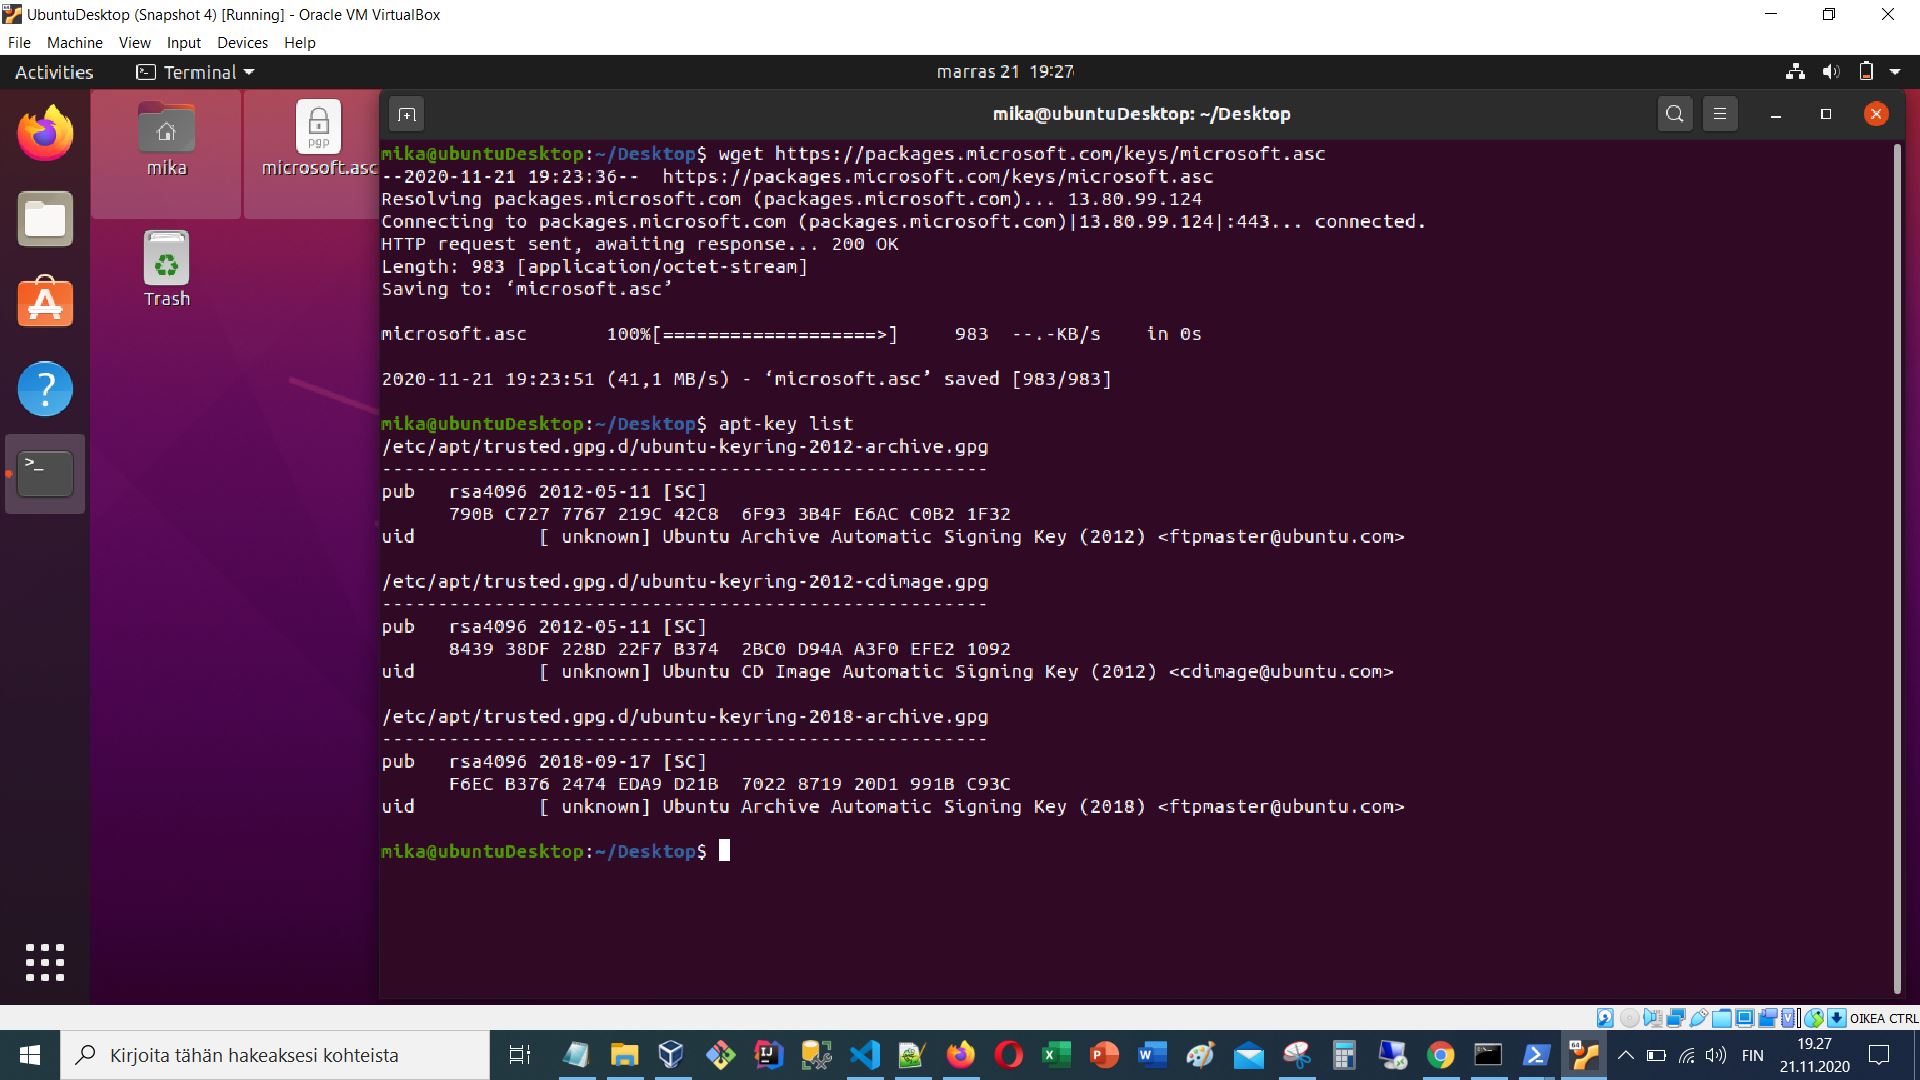 UbuntuDesktop (Snapshot 4) [Running] - Oracle VM VirtualBox
File Machine View Input Devices Help
Activities Terminal marras 21 19:27
mika@ubuntuDesktop: ~/Desktop
mika
pgp
microsoft.asc
Trash
mika@ubuntuDesktop:~/Desktop$ wget https://packages.microsoft.com/keys/microsoft.asc
--2020-11-21 19:23:36--  https://packages.microsoft.com/keys/microsoft.asc
Resolving packages.microsoft.com (packages.microsoft.com)... 13.80.99.124
Connecting to packages.microsoft.com (packages.microsoft.com)|13.80.99.124|:443... connected.
HTTP request sent, awaiting response... 200 OK
Length: 983 [application/octet-stream]
Saving to: ‘microsoft.asc’
microsoft.asc       100%[===================>]     983  --.-KB/s    in 0s
2020-11-21 19:23:51 (41,1 MB/s) - ‘microsoft.asc’ saved [983/983]
mika@ubuntuDesktop:~/Desktop$ apt-key list
/etc/apt/trusted.gpg.d/ubuntu-keyring-2012-archive.gpg
------------------------------------------------------
pub   rsa4096 2012-05-11 [SC]
      790B C727 7767 219C 42C8  6F93 3B4F E6AC C0B2 1F32
uid           [ unknown] Ubuntu Archive Automatic Signing Key (2012) <ftpmaster@ubuntu.com>
/etc/apt/trusted.gpg.d/ubuntu-keyring-2012-cdimage.gpg
------------------------------------------------------
pub   rsa4096 2012-05-11 [SC]
      8439 38DF 228D 22F7 B374  2BC0 D94A A3F0 EFE2 1092
uid           [ unknown] Ubuntu CD Image Automatic Signing Key (2012) <cdimage@ubuntu.com>
/etc/apt/trusted.gpg.d/ubuntu-keyring-2018-archive.gpg
------------------------------------------------------
pub   rsa4096 2018-09-17 [SC]
      F6EC B376 2474 EDA9 D21B  7022 8719 20D1 991B C93C
uid           [ unknown] Ubuntu Archive Automatic Signing Key (2018) <ftpmaster@ubuntu.com>
mika@ubuntuDesktop:~/Desktop$
OIKEA CTRL
Kirjoita tähän hakeaksesi kohteista
FIN
19.27
21.11.2020